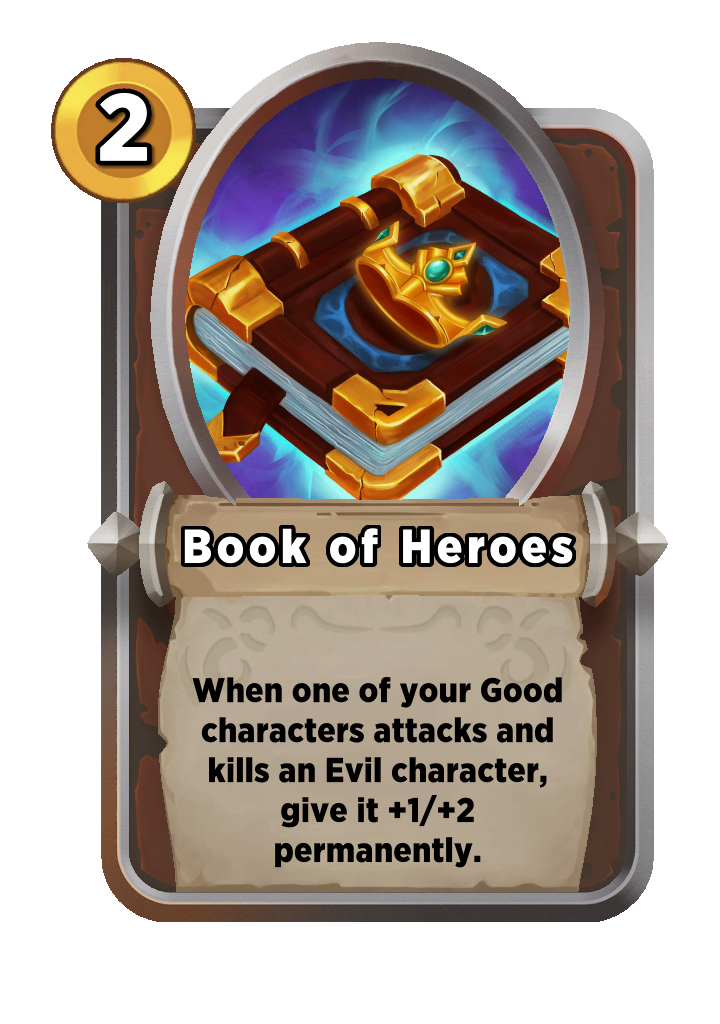 2
Book of Heroes
When one of your Good
characters attacks and
kills an Evil character,
give it +1/+2
permanently.